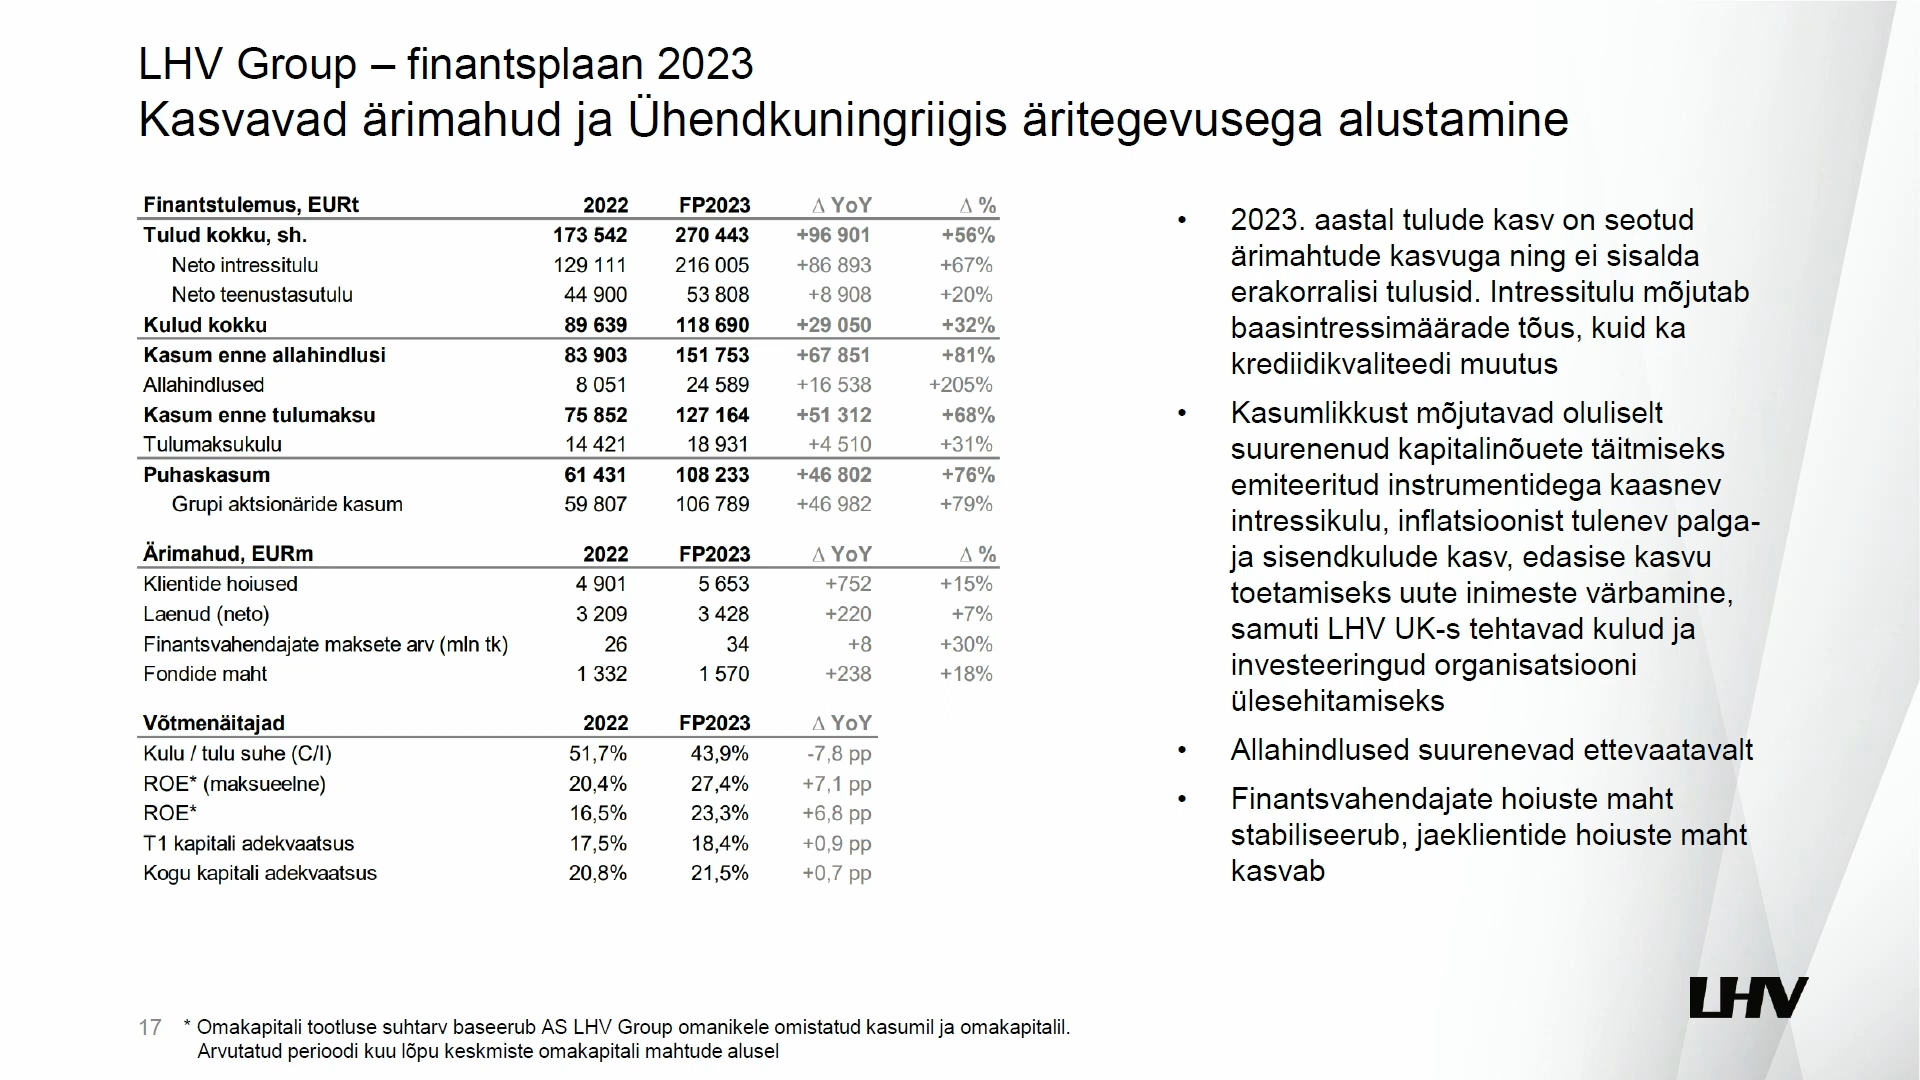 LHV Group – finantsplaan 2023
Kasvavad ärimahud ja Ühendkuningriigis äritegevusega alustamine
Finantstulemus, EURt 2022 FP2023 Δ YoY Δ %
Tulud kokku, sh. 173 542 270 443 +96 901 +56%
Neto intressitulu 129 111 216 005 +86 893 +67%
Neto teenustasutulu 44 900 53 808 +8 908 +20%
Kulud kokku 89 639 118 690 +29 050 +32%
Kasum enne allahindlusi 83 903 151 753 +67 851 +81%
Allahindlused 8 051 24 589 +16 538 +205%
Kasum enne tulumaksu 75 852 127 164 +51 312 +68%
Tulumaksukulu 14 421 18 931 +4 510 +31%
Puhaskasum 61 431 108 233 +46 802 +76%
Grupi aktsionäride kasum 59 807 106 789 +46 982 +79%
Ärimahud, EURm 2022 FP2023 Δ YoY Δ %
Klientide hoiused 4 901 5 653 +752 +15%
Laenud (neto) 3 209 3 428 +220 +7%
Finantsvahendajate maksete arv (mln tk) 26 34 +8 +30%
Fondide maht 1 332 1 570 +238 +18%
Võtmenäitajad 2022 FP2023 Δ YoY
Kulu / tulu suhe (C/I) 51,7% 43,9% -7,8 pp
ROE* (maksueelne) 20,4% 27,4% +7,1 pp
ROE* 16,5% 23,3% +6,8 pp
T1 kapitali adekvaatsus 17,5% 18,4% +0,9 pp
Kogu kapitali adekvaatsus 20,8% 21,5% +0,7 pp
• 2023. aastal tulude kasv on seotud
ärimahtude kasvuga ning ei sisalda
erakorralisi tulusid. Intressitulu mõjutab
baasintressimäärade tõus, kuid ka
krediidikvaliteedi muutus
• Kasumlikkust mõjutavad oluliselt
suurenenud kapitalinõuete täitmiseks
emiteeritud instrumentidega kaasnev
intressikulu, inflatsioonist tulenev palga-
ja sisendkulude kasv, edasise kasvu
toetamiseks uute inimeste värbamine,
samuti LHV UK-s tehtavad kulud ja
investeeringud organisatsiooni
ülesehitamiseks
• Allahindlused suurenevad ettevaatavalt
• Finantsvahendajate hoiuste maht
stabiliseerub, jaeklientide hoiuste maht
kasvab
LHV
17 * Omakapitali tootluse suhtarv baseerub AS LHV Group omanikele omistatud kasumil ja omakapitalil.
Arvutatud perioodi kuu lõpu keskmiste omakapitali mahtude alusel